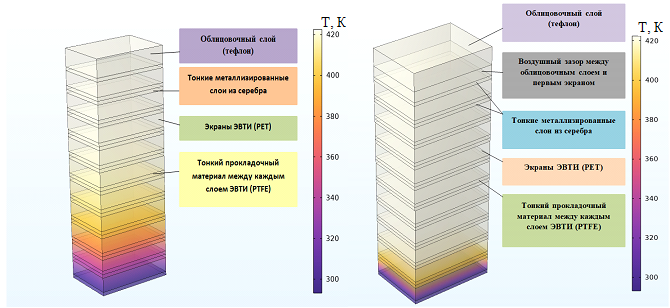 T, K
Облицовочный слой
(тефлон)
Тонкие металлизированные
слои из серебра
Экраны ЭВТИ (PET)
Тонкий прокладочный
материал между каждым
слоем ЭВТИ (PTFE)
420
400
380
360
340
320
300
T, K
Облицовочный слой
(тефлон)
Воздушный зазор между
облицовочным слоем и
первым экраном
Тонкие металлизированные
слои из серебра
Экраны ЭВТИ (PET)
Тонкий прокладочный
материал между каждым
слоем ЭВТИ (PTFE)
420
400
380
360
340
320
300